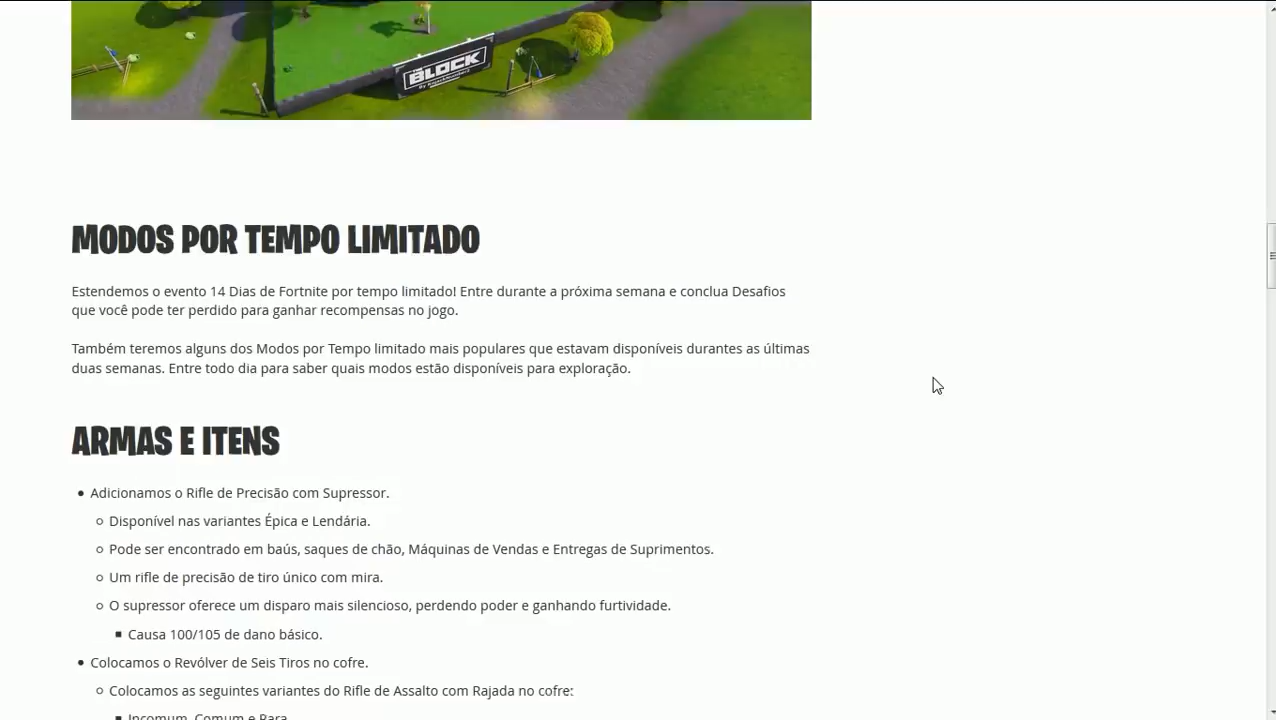 THE
BLOCK
MODOS POR TEMPO LIMITADO
Estendemos o evento 14 Dias de Fortnite por tempo limitado! Entre durante a próxima semana e conclua Desafios
que você pode ter perdido para ganhar recompensas no jogo.
Também teremos alguns dos Modos por Tempo limitado mais populares que estavam disponíveis durantes as últimas
duas semanas. Entre todo dia para saber quais modos estão disponíveis para exploração.
ARMAS E ITENS
Adicionamos o Rifle de Precisão com Supressor.
Disponível nas variantes Épica e Lendária.
Pode ser encontrado em baús, saques de chão, Máquinas de Vendas e Entregas de Suprimentos.
Um rifle de precisão de tiro único com mira.
O supressor oferece um disparo mais silencioso, perdendo poder e ganhando furtividade.
Causa 100/105 de dano básico.
Colocamos o Revólver de Seis Tiros no cofre.
Colocamos as seguintes variantes do Rifle de Assalto com Rajada no cofre:
Incomum, Comum e Rara